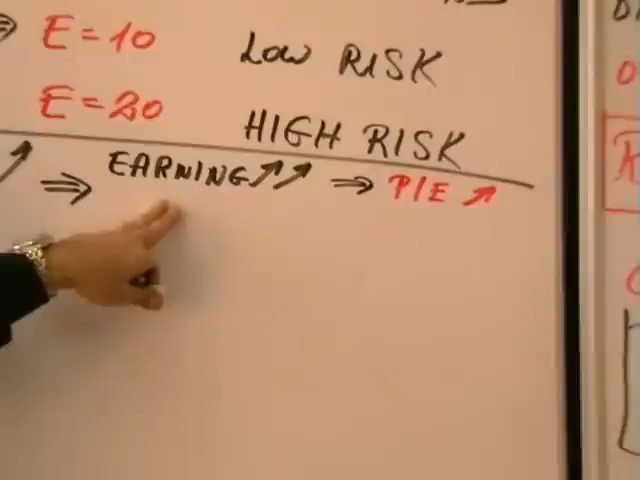 ⇒ E = 10 LOW RISK
E = 20 HIGH RISK
↗ ⇒ EARNING ↗↗ ⇒ P/E ↗